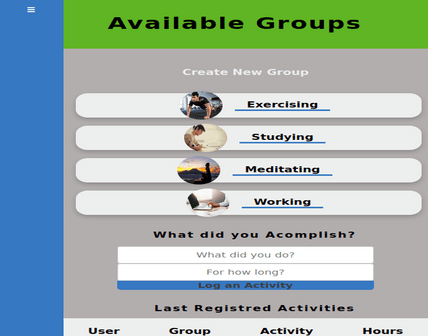 Available Groups
Create New Group
Exercising
Studying
Meditating
Working
What did you Acomplish?
What did you do?
For how long?
Log an Activity
Last Registred Activities
User Group Activity Hours